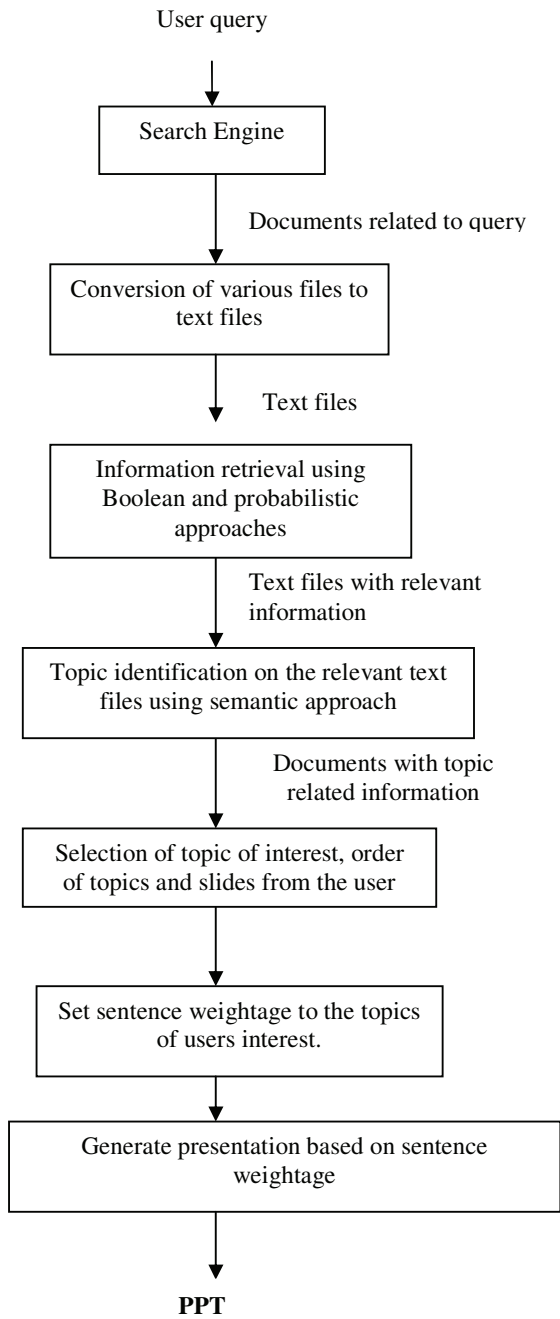 User query
Search Engine
Documents related to query
Conversion of various files to
text files
Text files
Information retrieval using
Boolean and probabilistic
approaches
Text files with relevant
information
Topic identification on the relevant text
files using semantic approach
Documents with topic
related information
Selection of topic of interest, order
of topics and slides from the user
Set sentence weightage to the topics
of users interest.
Generate presentation based on sentence
weightage
PPT